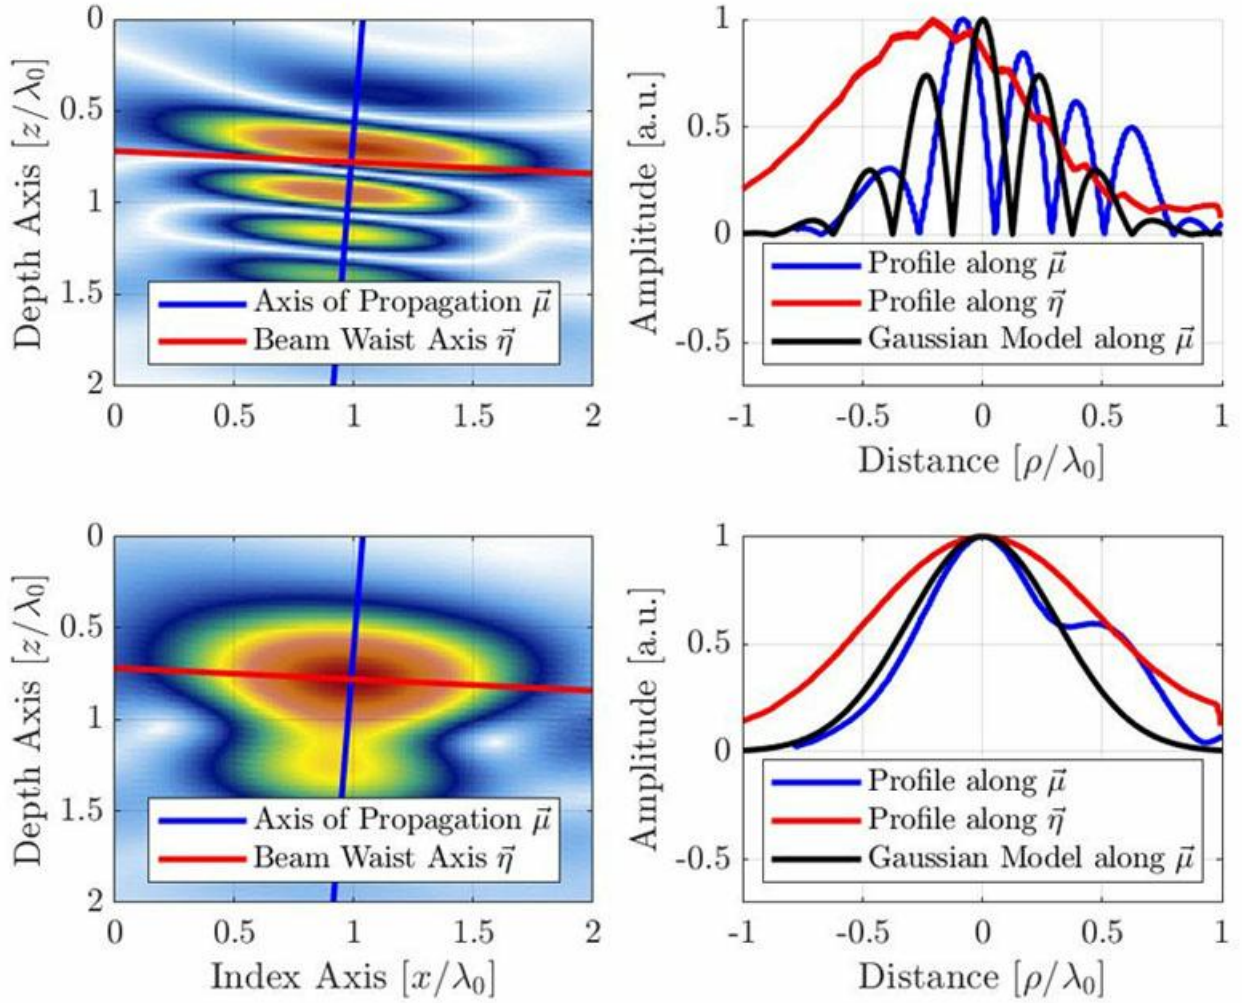 Depth Axis [z/λ₀]
0
0.5
1
1.5
2
Axis of Propagation μ⃗
Beam Waist Axis η⃗
0
0.5
1
1.5
2
Amplitude [a.u.]
1
0.5
0
-0.5
Profile along μ⃗
Profile along η⃗
Gaussian Model along μ⃗
-1
-0.5
0
0.5
1
Distance [ρ/λ₀]
Depth Axis [z/λ₀]
0
0.5
1
1.5
2
Axis of Propagation μ⃗
Beam Waist Axis η⃗
0
0.5
1
1.5
2
Index Axis [x/λ₀]
Amplitude [a.u.]
1
0.5
0
-0.5
Profile along μ⃗
Profile along η⃗
Gaussian Model along μ⃗
-1
-0.5
0
0.5
1
Distance [ρ/λ₀]